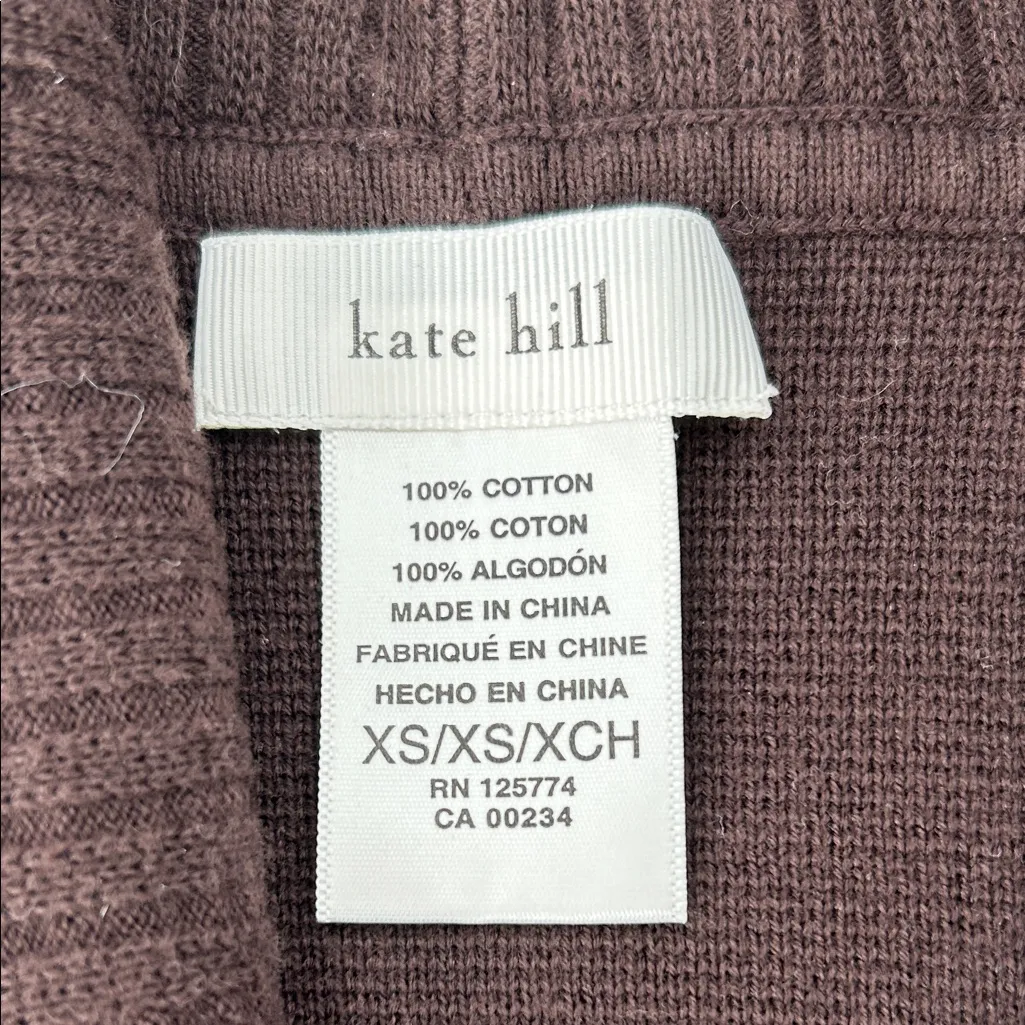 kate hill
100% COTTON
100% COTON
100% ALGODÓN
MADE IN CHINA
FABRIQUÉ EN CHINE
HECHO EN CHINA
XS/XS/XCH
RN 125774
CA 00234